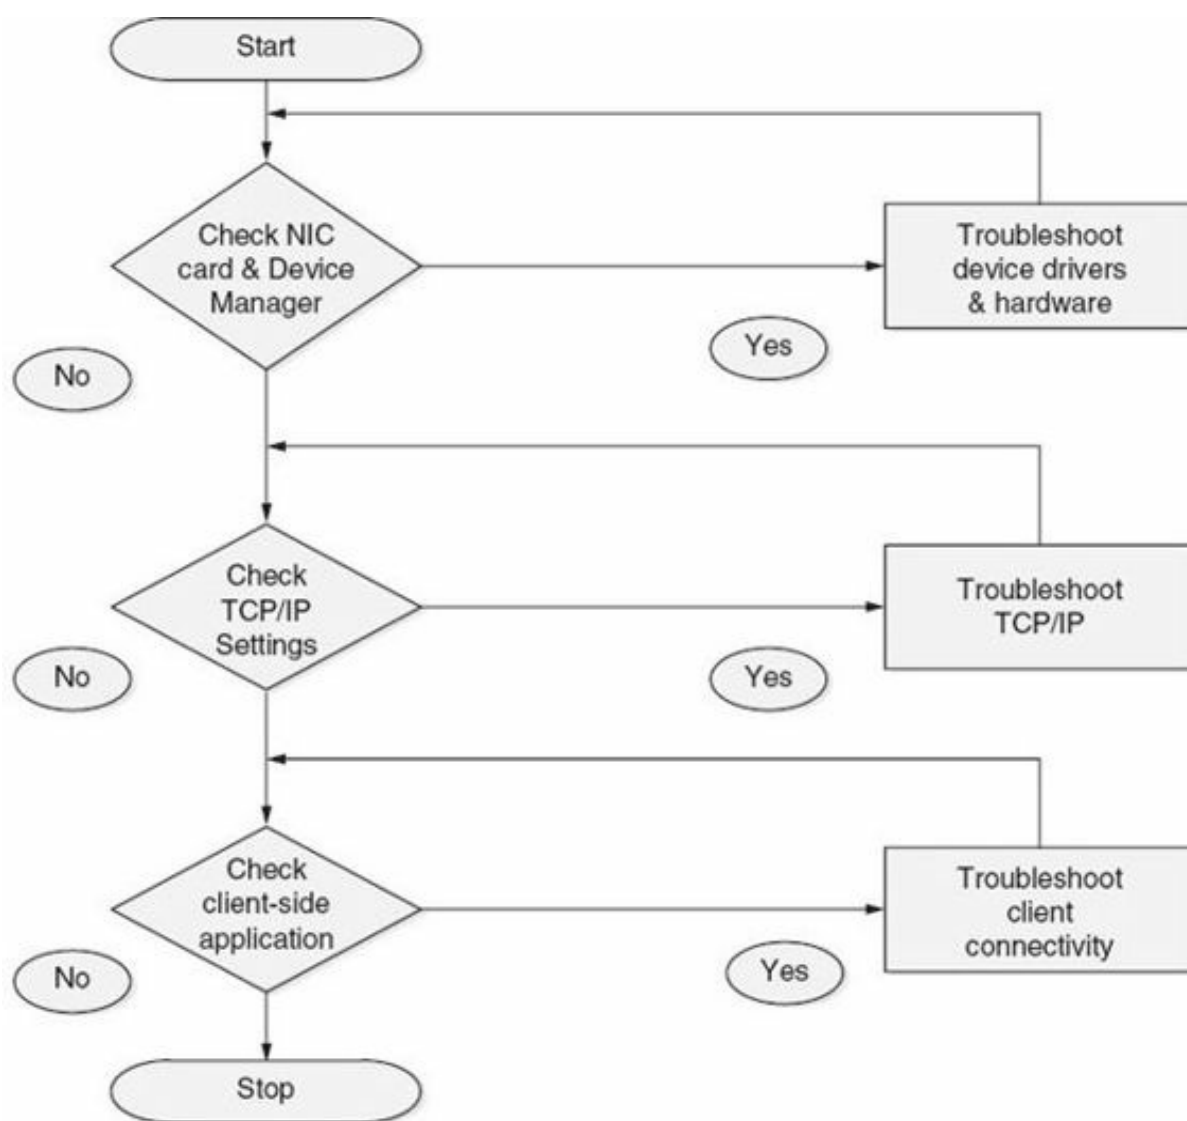 Start
Check NIC
card & Device
Manager
Troubleshoot
device drivers
& hardware
No
Yes
Check
TCP/IP
Settings
Troubleshoot
TCP/IP
No
Yes
Check
client-side
application
Troubleshoot
client
connectivity
No
Yes
Stop